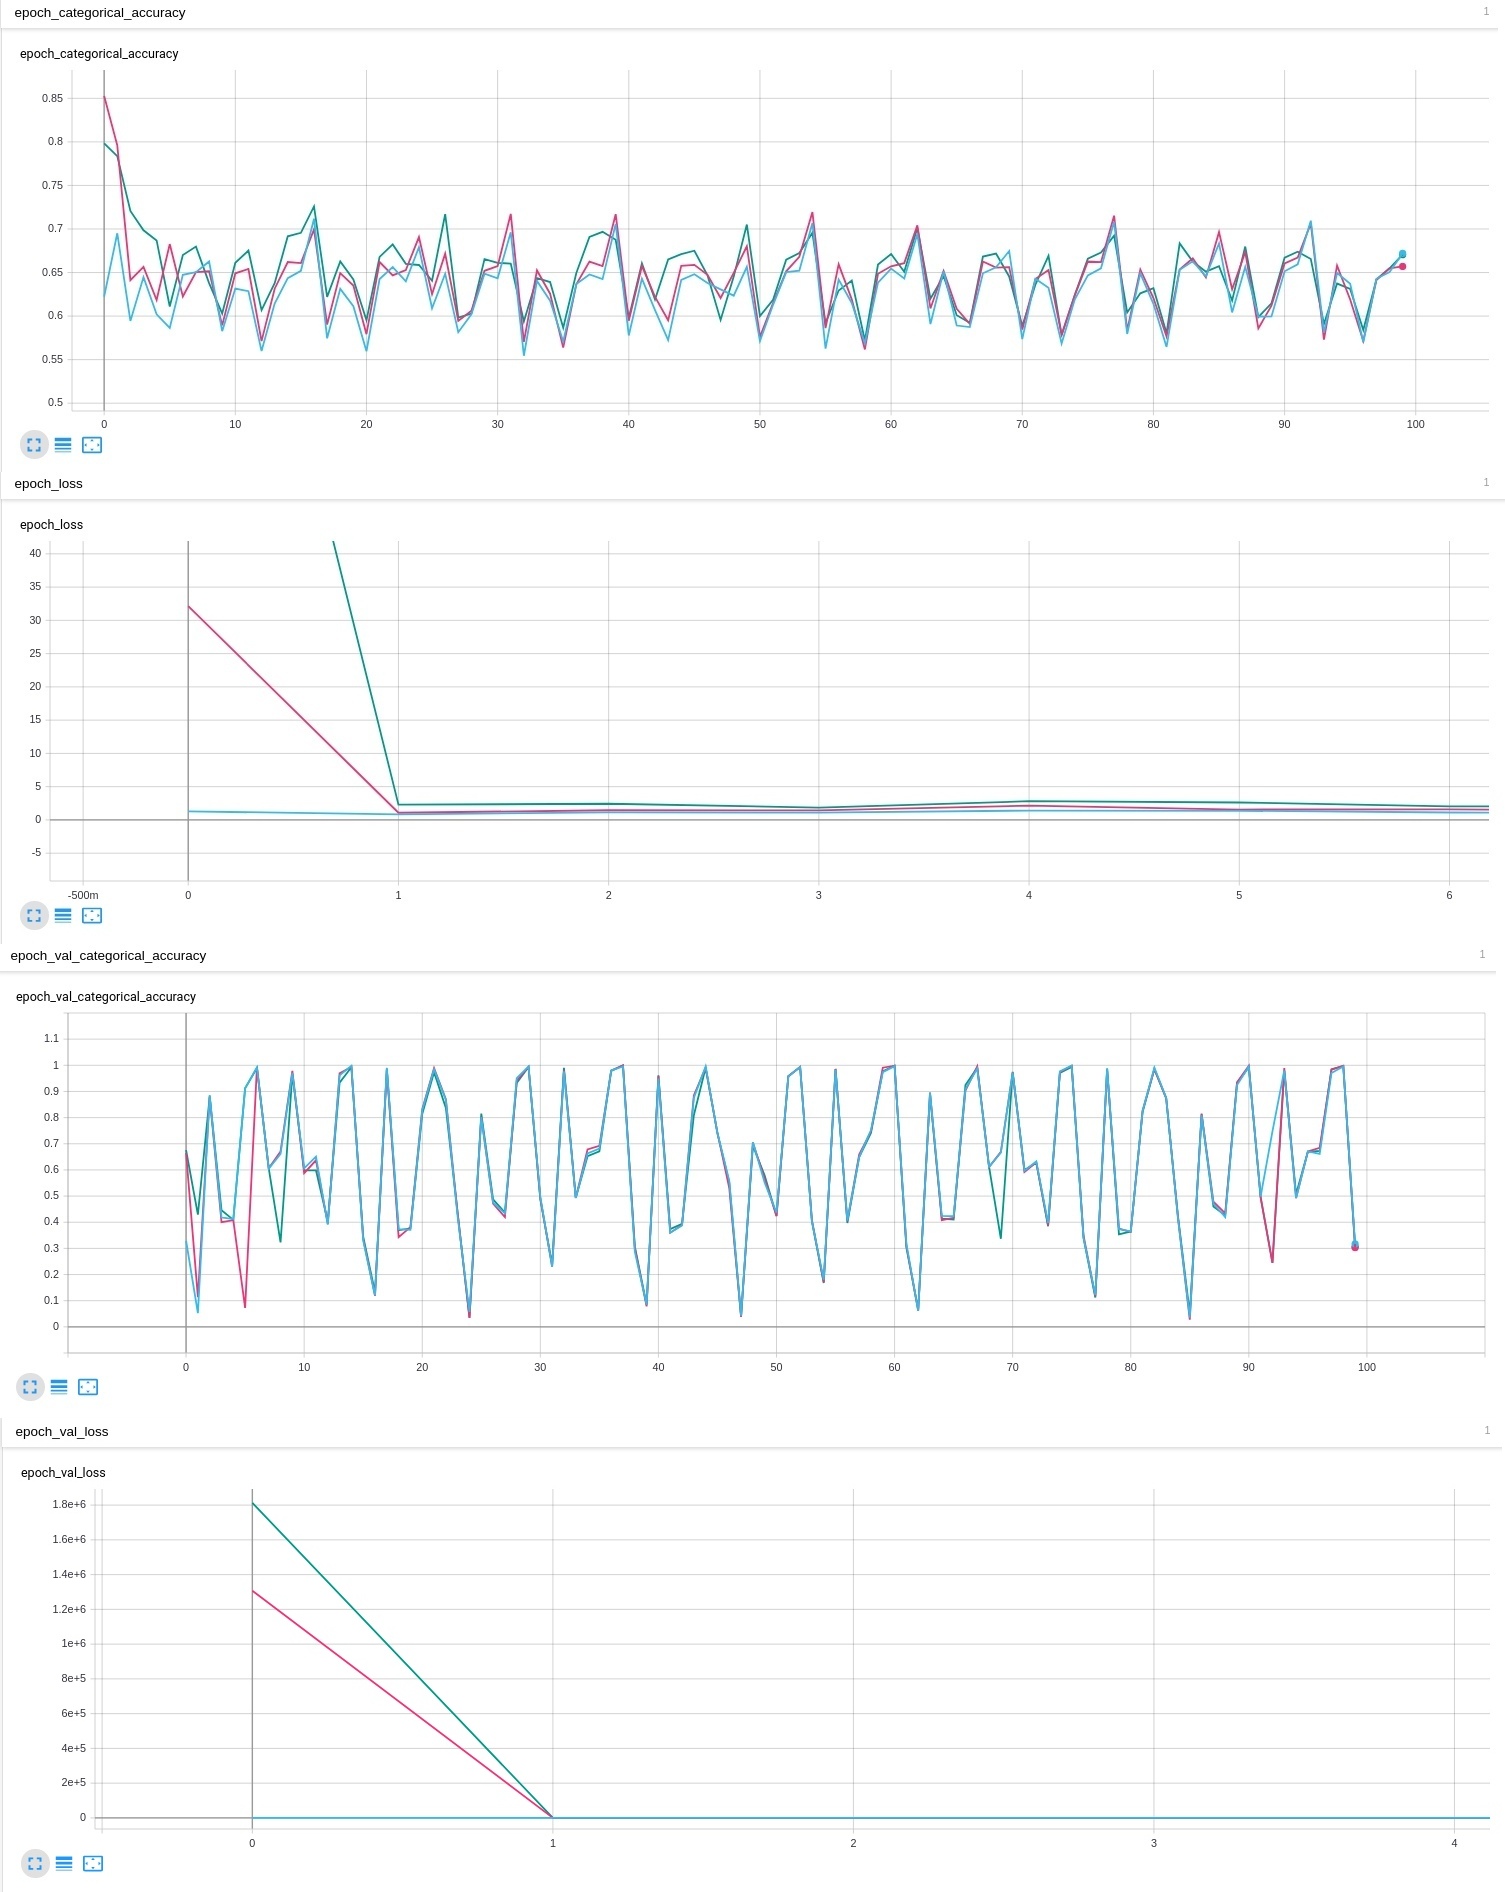 epoch_categorical_accuracy 1
epoch_categorical_accuracy
0.85
0.8
0.75
0.7
0.65
0.6
0.55
0.5
0 10 20 30 40 50 60 70 80 90 100
epoch_loss 1
epoch_loss
40
35
30
25
20
15
10
5
0
-5
-500m 0 1 2 3 4 5 6
epoch_val_categorical_accuracy 1
epoch_val_categorical_accuracy
1.1
1
0.9
0.8
0.7
0.6
0.5
0.4
0.3
0.2
0.1
0
0 10 20 30 40 50 60 70 80 90 100
epoch_val_loss 1
epoch_val_loss
1.8e+6
1.6e+6
1.4e+6
1.2e+6
1e+6
8e+5
6e+5
4e+5
2e+5
0
0 1 2 3 4